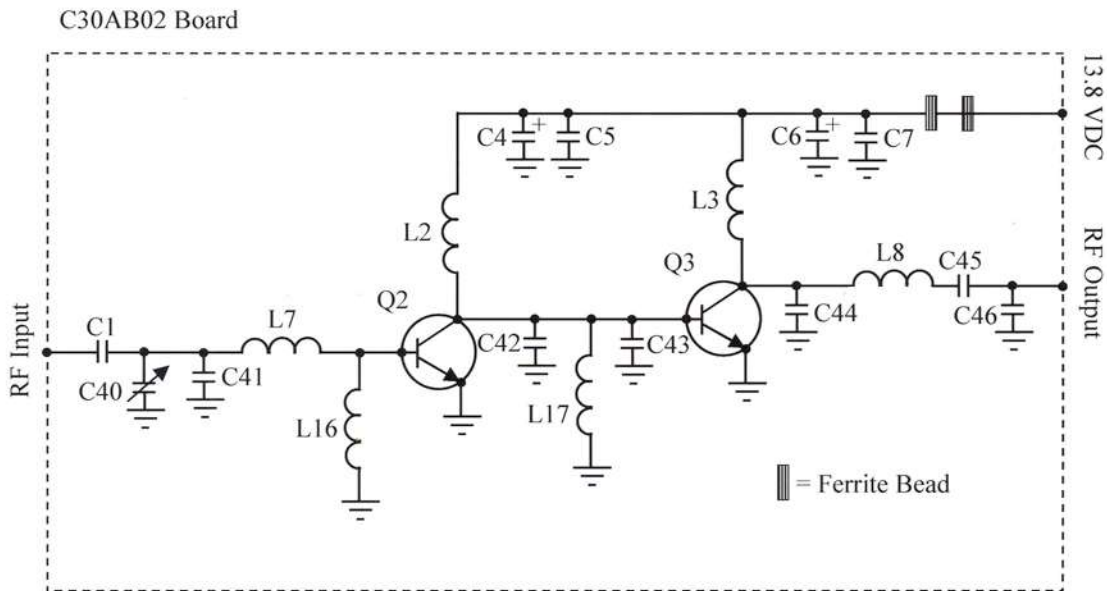 C30AB02 Board
13.8 VDC
C4
+
C5
C6
+
C7
L2
L3
RF Output
Q3
L8
C45
Q2
C44
C46
RF Input
C1
L7
C42
C43
C40
C41
L16
L17
= Ferrite Bead